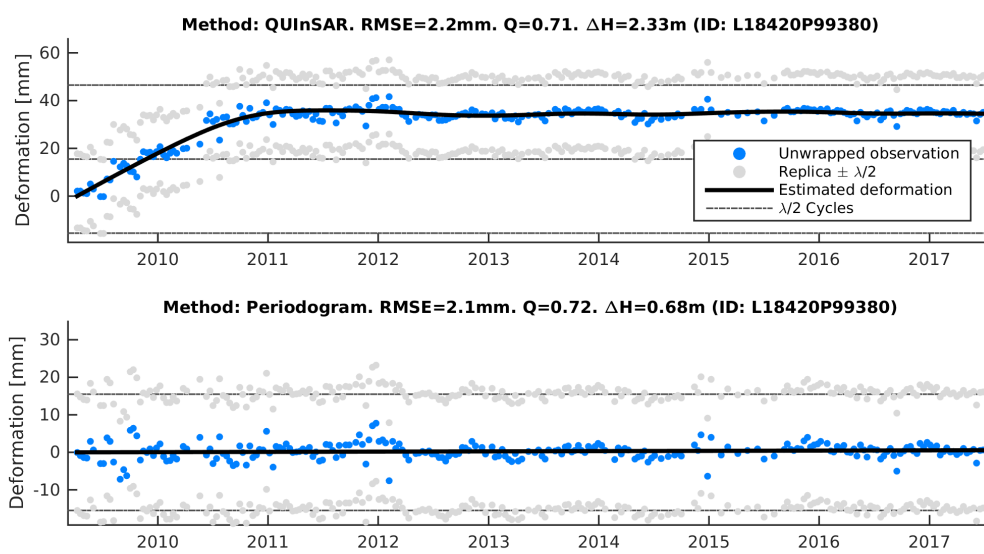 Method: QUInSAR. RMSE=2.2mm. Q=0.71. ΔH=2.33m (ID: L18420P99380)
Deformation [mm]
60
40
20
0
Unwrapped observation
Replica ± λ/2
Estimated deformation
λ/2 Cycles
2010 2011 2012 2013 2014 2015 2016 2017
Method: Periodogram. RMSE=2.1mm. Q=0.72. ΔH=0.68m (ID: L18420P99380)
Deformation [mm]
30
20
10
0
-10
2010 2011 2012 2013 2014 2015 2016 2017